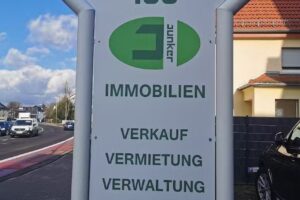 Junker
IMMOBILIEN
VERKAUF
VERMIETUNG
VERWALTUNG